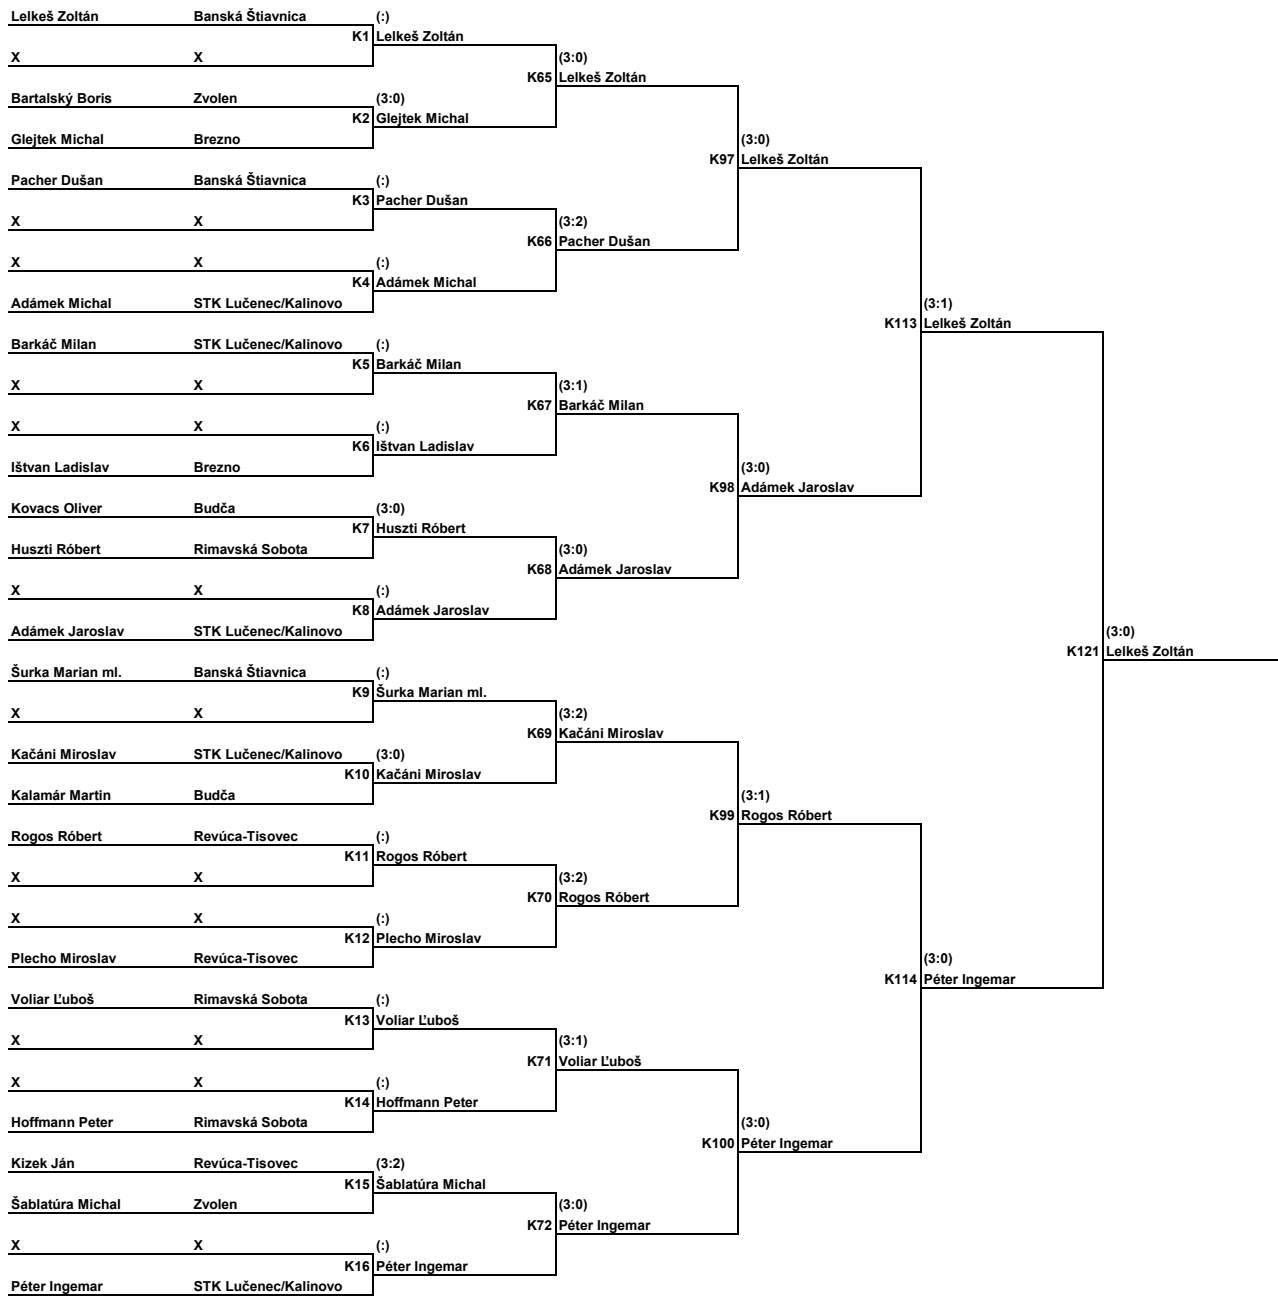 Lelkeš Zoltán Banská Štiavnica (:)
K1 Lelkeš Zoltán
X X (3:0)
K65 Lelkeš Zoltán
Bartalský Boris Zvolen (3:0)
K2 Glejtek Michal
Glejtek Michal Brezno (3:0)
K97 Lelkeš Zoltán
Pacher Dušan Banská Štiavnica (:)
K3 Pacher Dušan
X X (3:2)
K66 Pacher Dušan
X X (:)
K4 Adámek Michal
Adámek Michal STK Lučenec/Kalinovo (3:1)
K113 Lelkeš Zoltán
Barkáč Milan STK Lučenec/Kalinovo (:)
K5 Barkáč Milan
X X (3:1)
K67 Barkáč Milan
X X (:)
K6 Ištvan Ladislav
Ištvan Ladislav Brezno (3:0)
K98 Adámek Jaroslav
Kovacs Oliver Budča (3:0)
K7 Huszti Róbert
Huszti Róbert Rimavská Sobota (3:0)
K68 Adámek Jaroslav
X X (:)
K8 Adámek Jaroslav
Adámek Jaroslav STK Lučenec/Kalinovo (3:0)
K121 Lelkeš Zoltán
Šurka Marian ml. Banská Štiavnica (:)
K9 Šurka Marian ml.
X X (3:2)
K69 Kačáni Miroslav
Kačáni Miroslav STK Lučenec/Kalinovo (3:0)
K10 Kačáni Miroslav
Kalamár Martin Budča (3:1)
K99 Rogos Róbert
Rogos Róbert Revúca-Tisovec (:)
K11 Rogos Róbert
X X (3:2)
K70 Rogos Róbert
X X (:)
K12 Plecho Miroslav
Plecho Miroslav Revúca-Tisovec (3:0)
K114 Péter Ingemar
Voliar Ľuboš Rimavská Sobota (:)
K13 Voliar Ľuboš
X X (3:1)
K71 Voliar Ľuboš
X X (:)
K14 Hoffmann Peter
Hoffmann Peter Rimavská Sobota (3:0)
K100 Péter Ingemar
Kizek Ján Revúca-Tisovec (3:2)
K15 Šablatúra Michal
Šablatúra Michal Zvolen (3:0)
K72 Péter Ingemar
X X (:)
K16 Péter Ingemar
Péter Ingemar STK Lučenec/Kalinovo